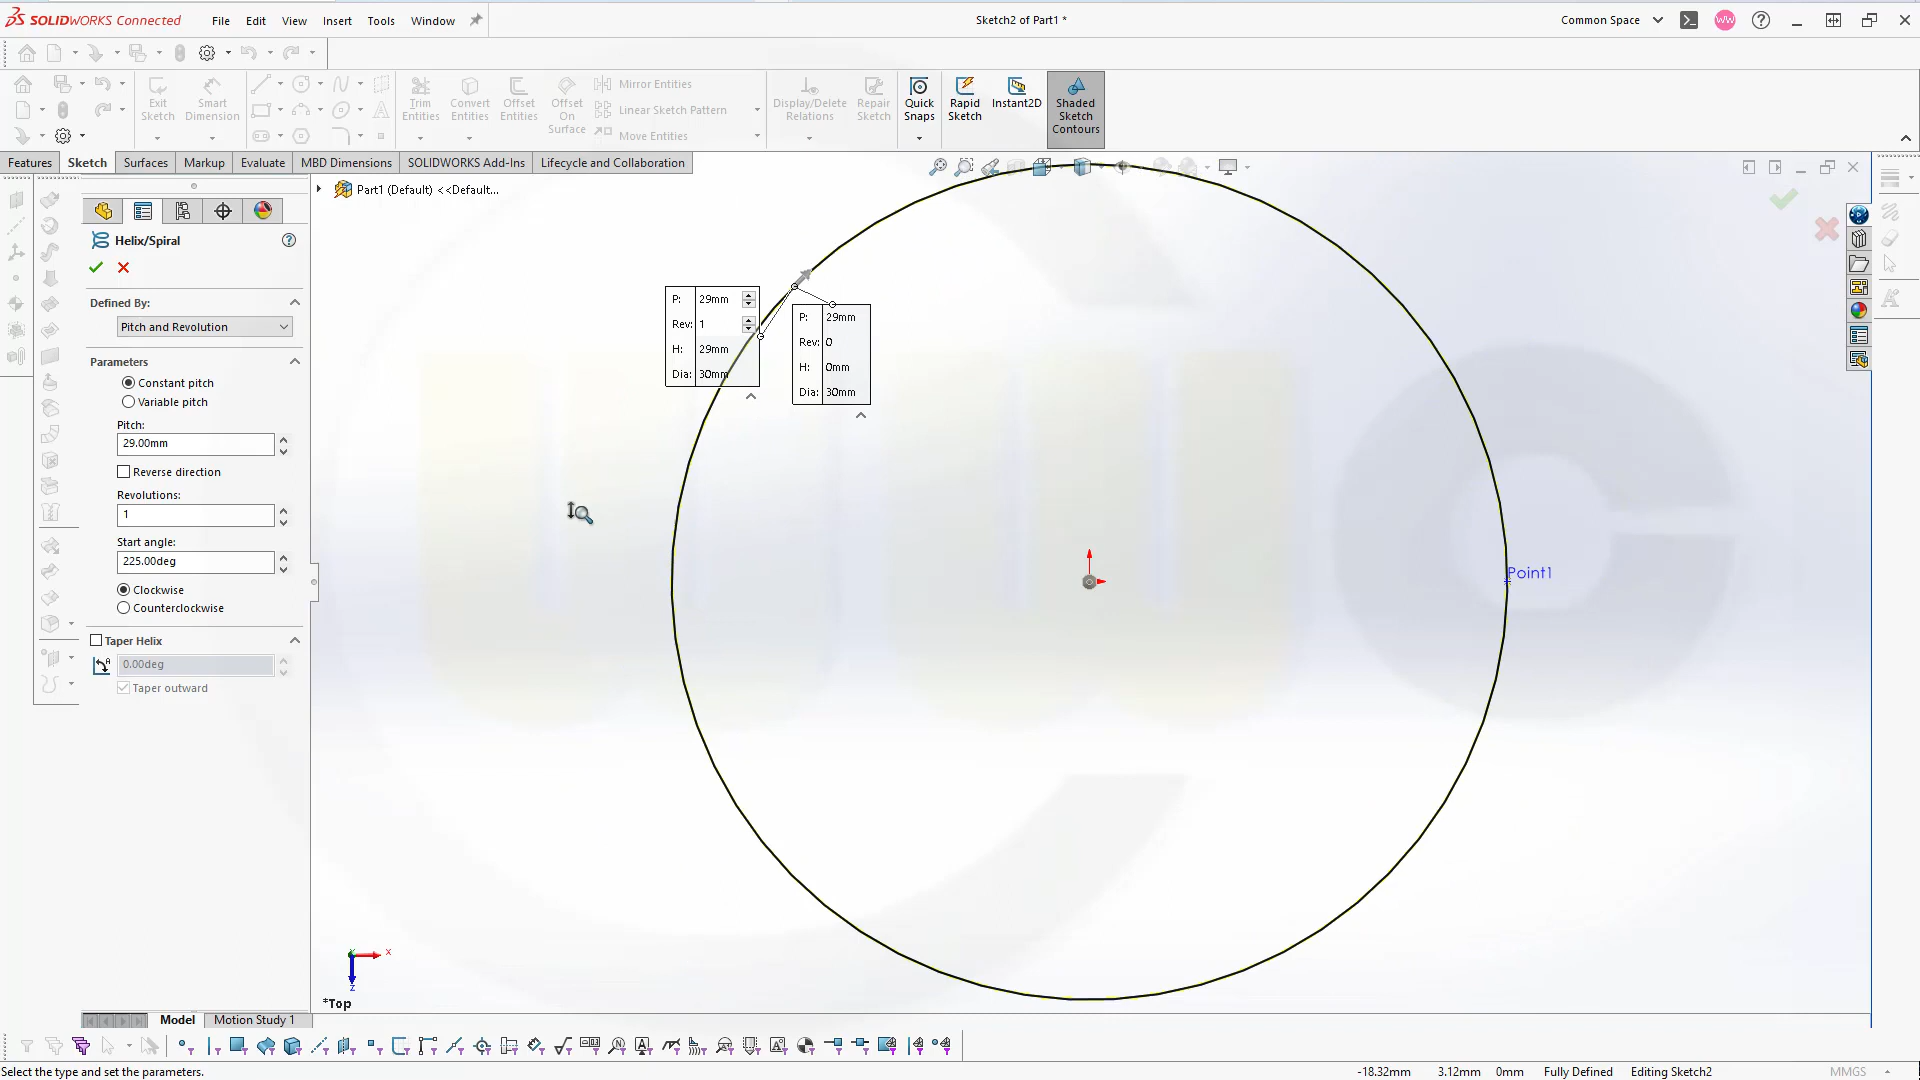 SOLIDWORKS Connected
File Edit View Insert Tools Window
Sketch2 of Part1 *
Common Space
WW
Exit Sketch
Smart Dimension
Trim Entities
Convert Entities
Offset Entities
Offset On Surface
Mirror Entities
Linear Sketch Pattern
Move Entities
Display/Delete Relations
Repair Sketch
Quick Snaps
Rapid Sketch
Instant2D
Shaded Sketch Contours
Features Sketch Surfaces Markup Evaluate MBD Dimensions SOLIDWORKS Add-Ins Lifecycle and Collaboration
Part1 (Default) <<Default...
Helix/Spiral
Defined By:
Pitch and Revolution
Parameters
Constant pitch
Variable pitch
Pitch:
29.00mm
Reverse direction
Revolutions:
1
Start angle:
225.00deg
Clockwise
Counterclockwise
Taper Helix
0.00deg
Taper outward
P: 29mm
Rev: 1
H: 29mm
Dia: 30mm
P: 29mm
Rev: 0
H: 0mm
Dia: 30mm
Point1
x
z
*Top
Model Motion Study 1
Select the type and set the parameters.
-18.32mm 3.12mm 0mm Fully Defined Editing Sketch2 MMGS